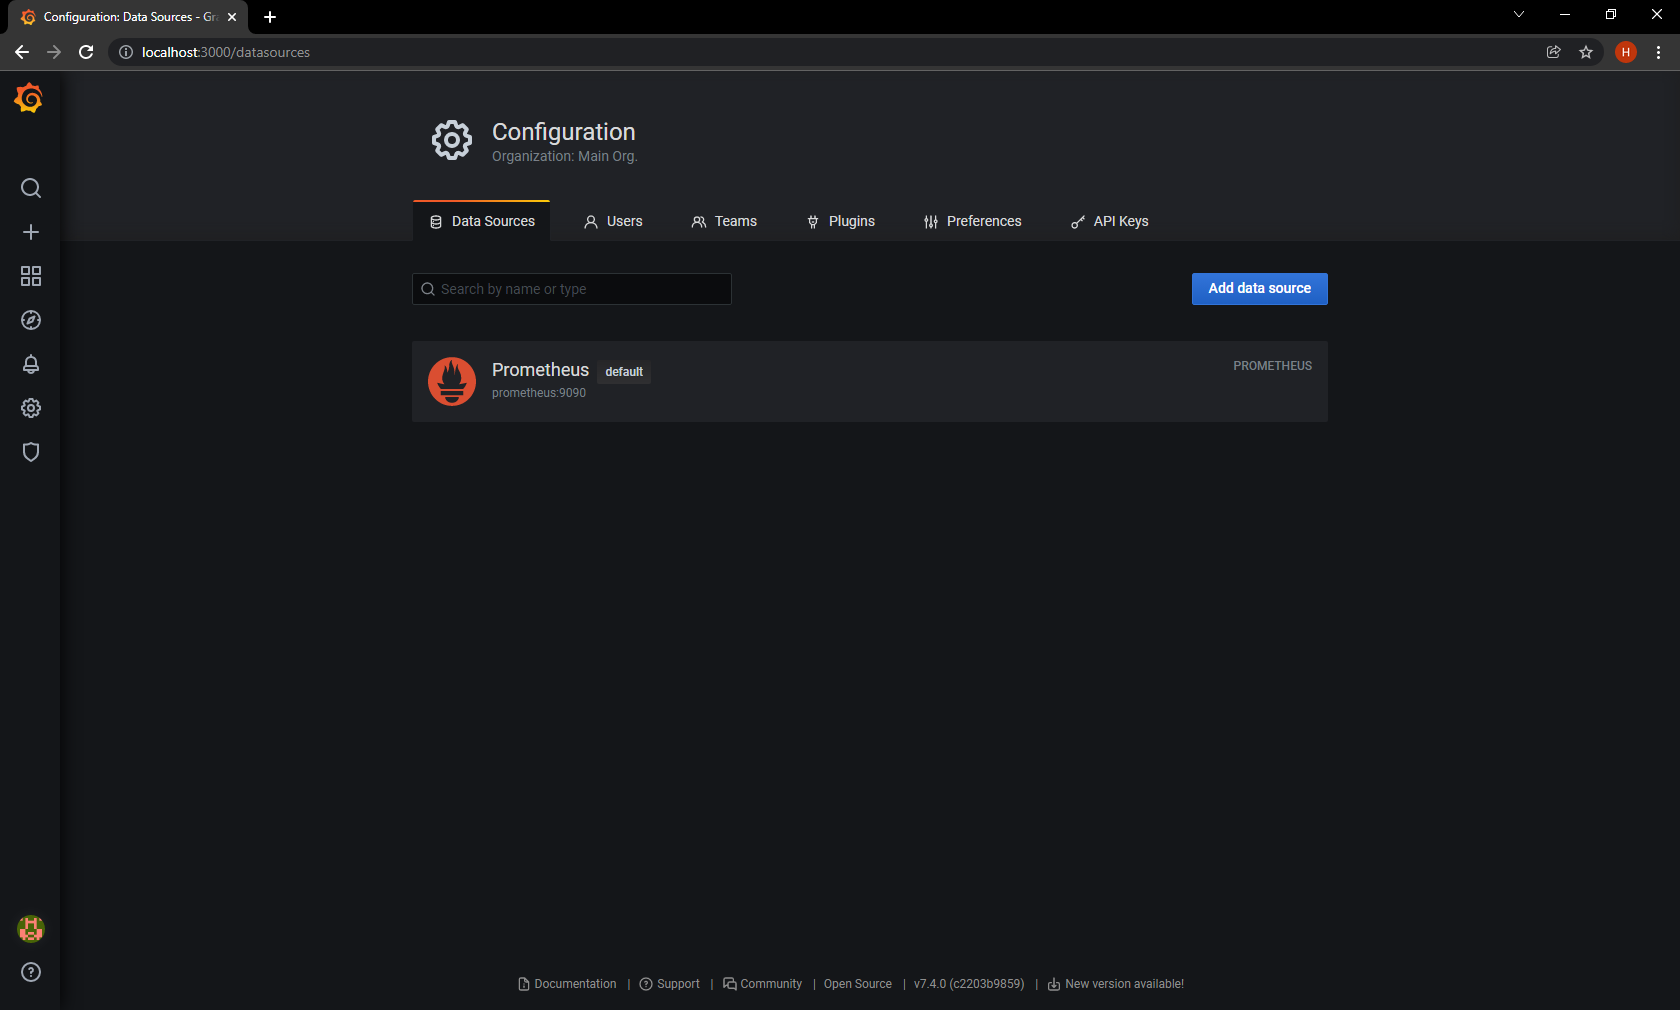 Configuration: Data Sources - Gr
localhost:3000/datasources
H
Configuration
Organization: Main Org.
Data Sources
Users
Teams
Plugins
Preferences
API Keys
Search by name or type
Add data source
Prometheus default
PROMETHEUS
prometheus:9090
Documentation | Support | Community | Open Source | v7.4.0 (c2203b9859) | New version available!